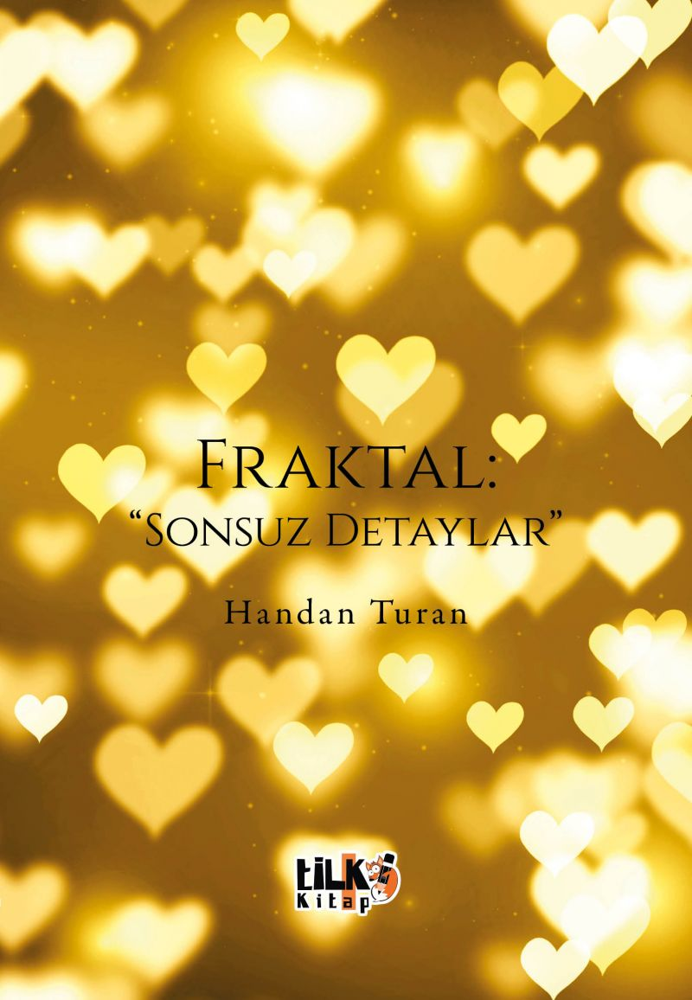 FRAKTAL:
“SONSUZ DETAYLAR”
Handan Turan
tiLKi
Kitap